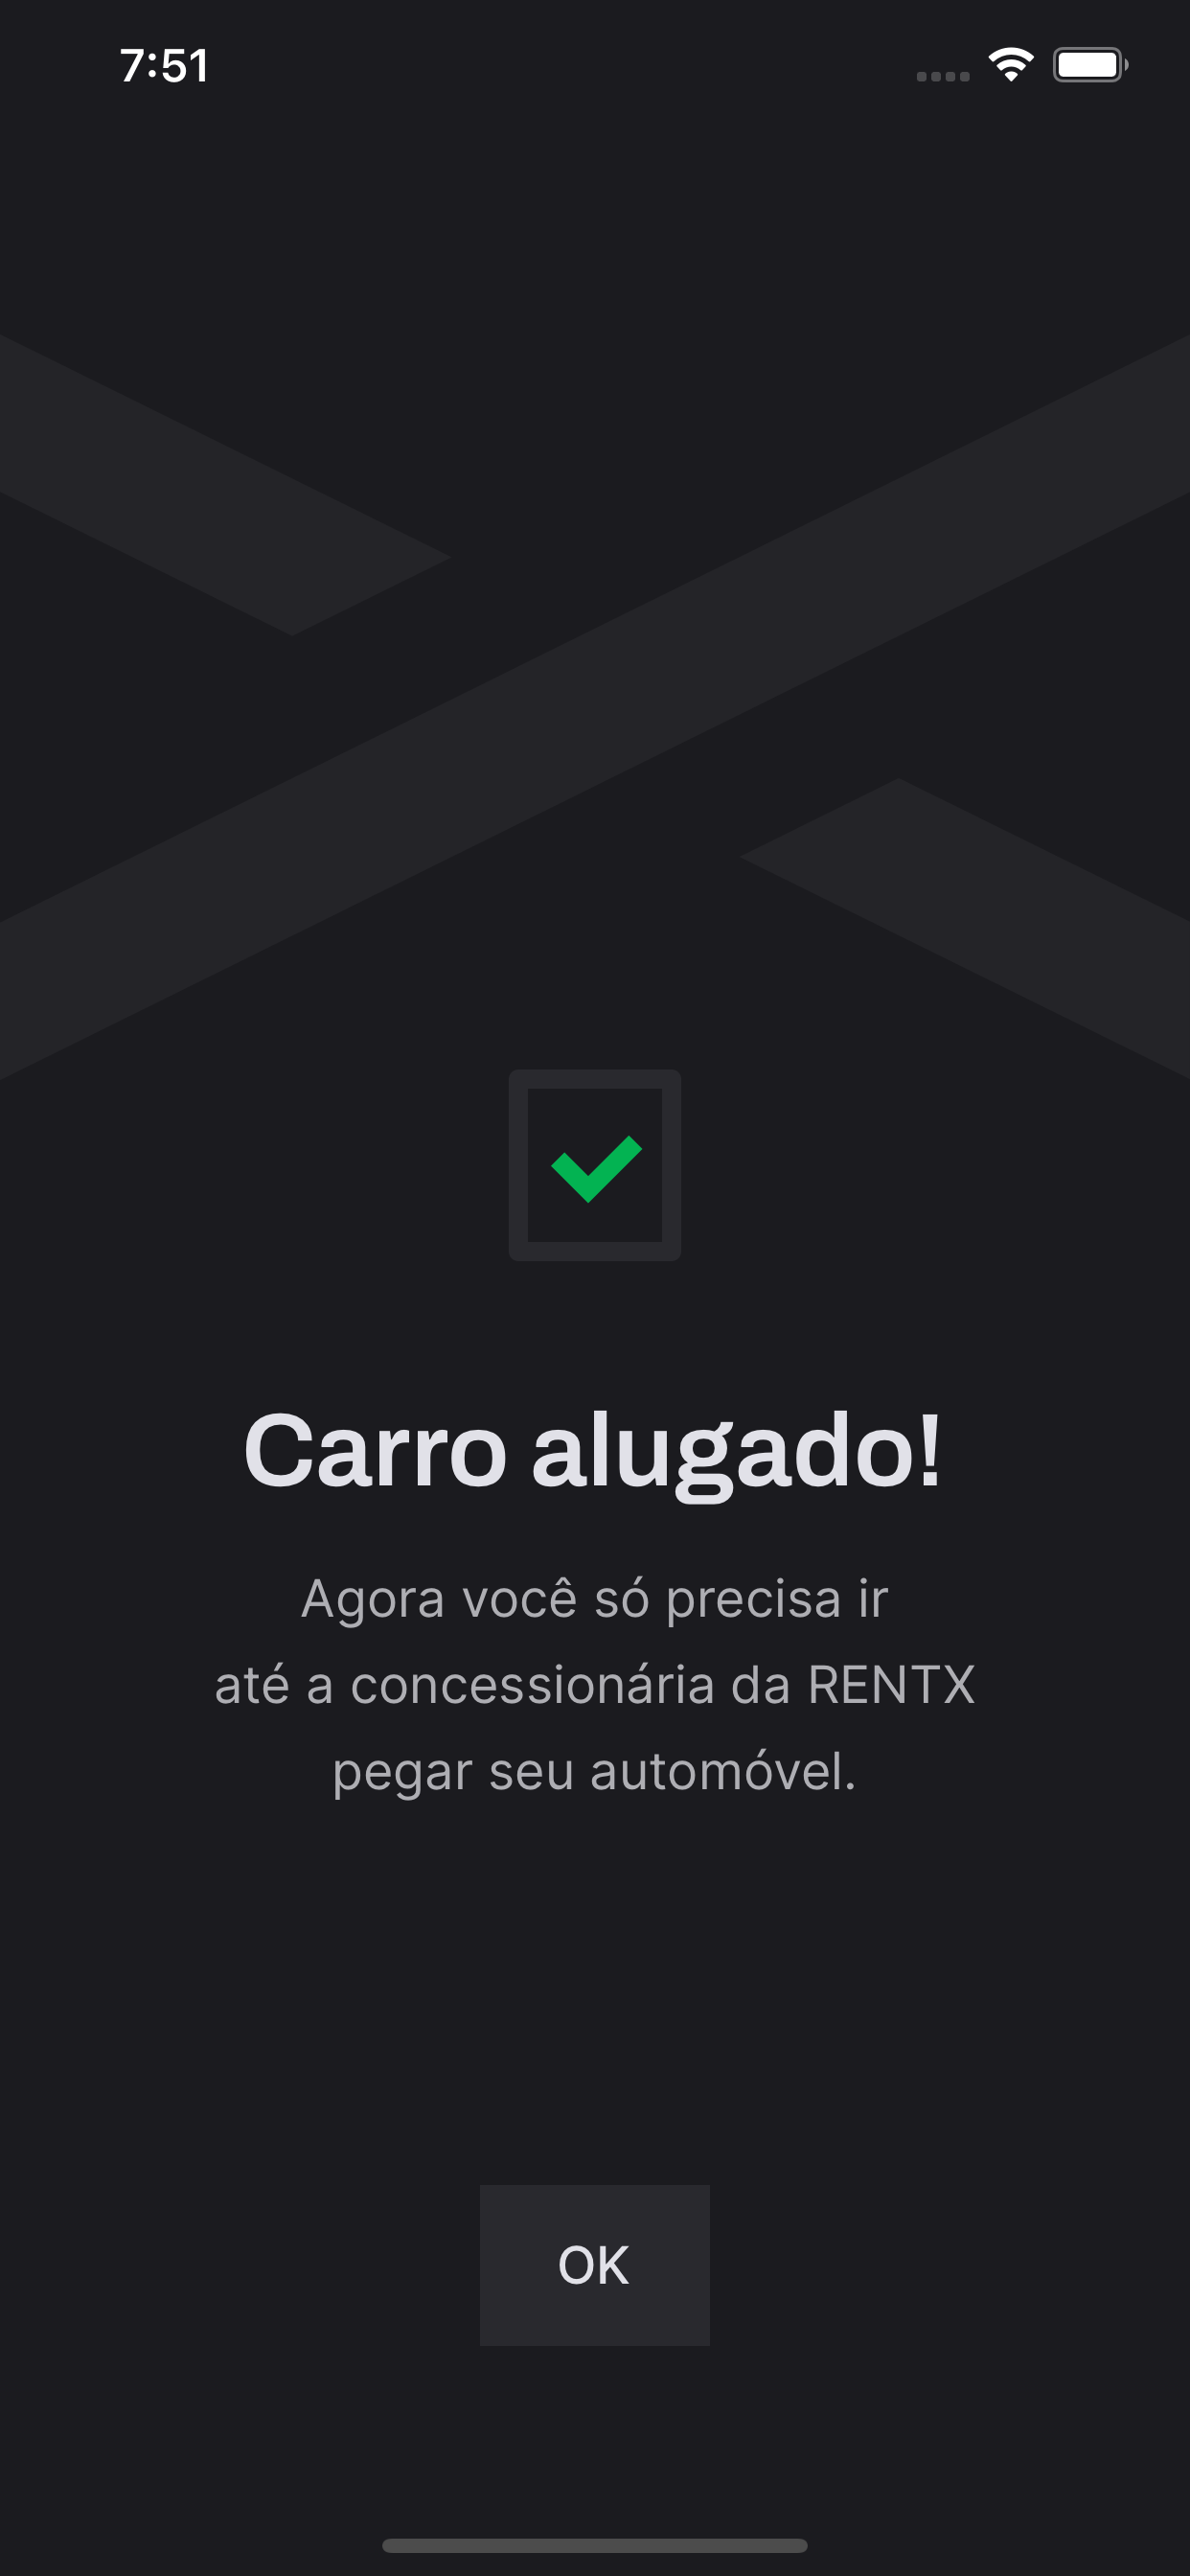 7:51
Carro alugado!
Agora você só precisa ir
até a concessionária da RENTX
pegar seu automóvel.
OK